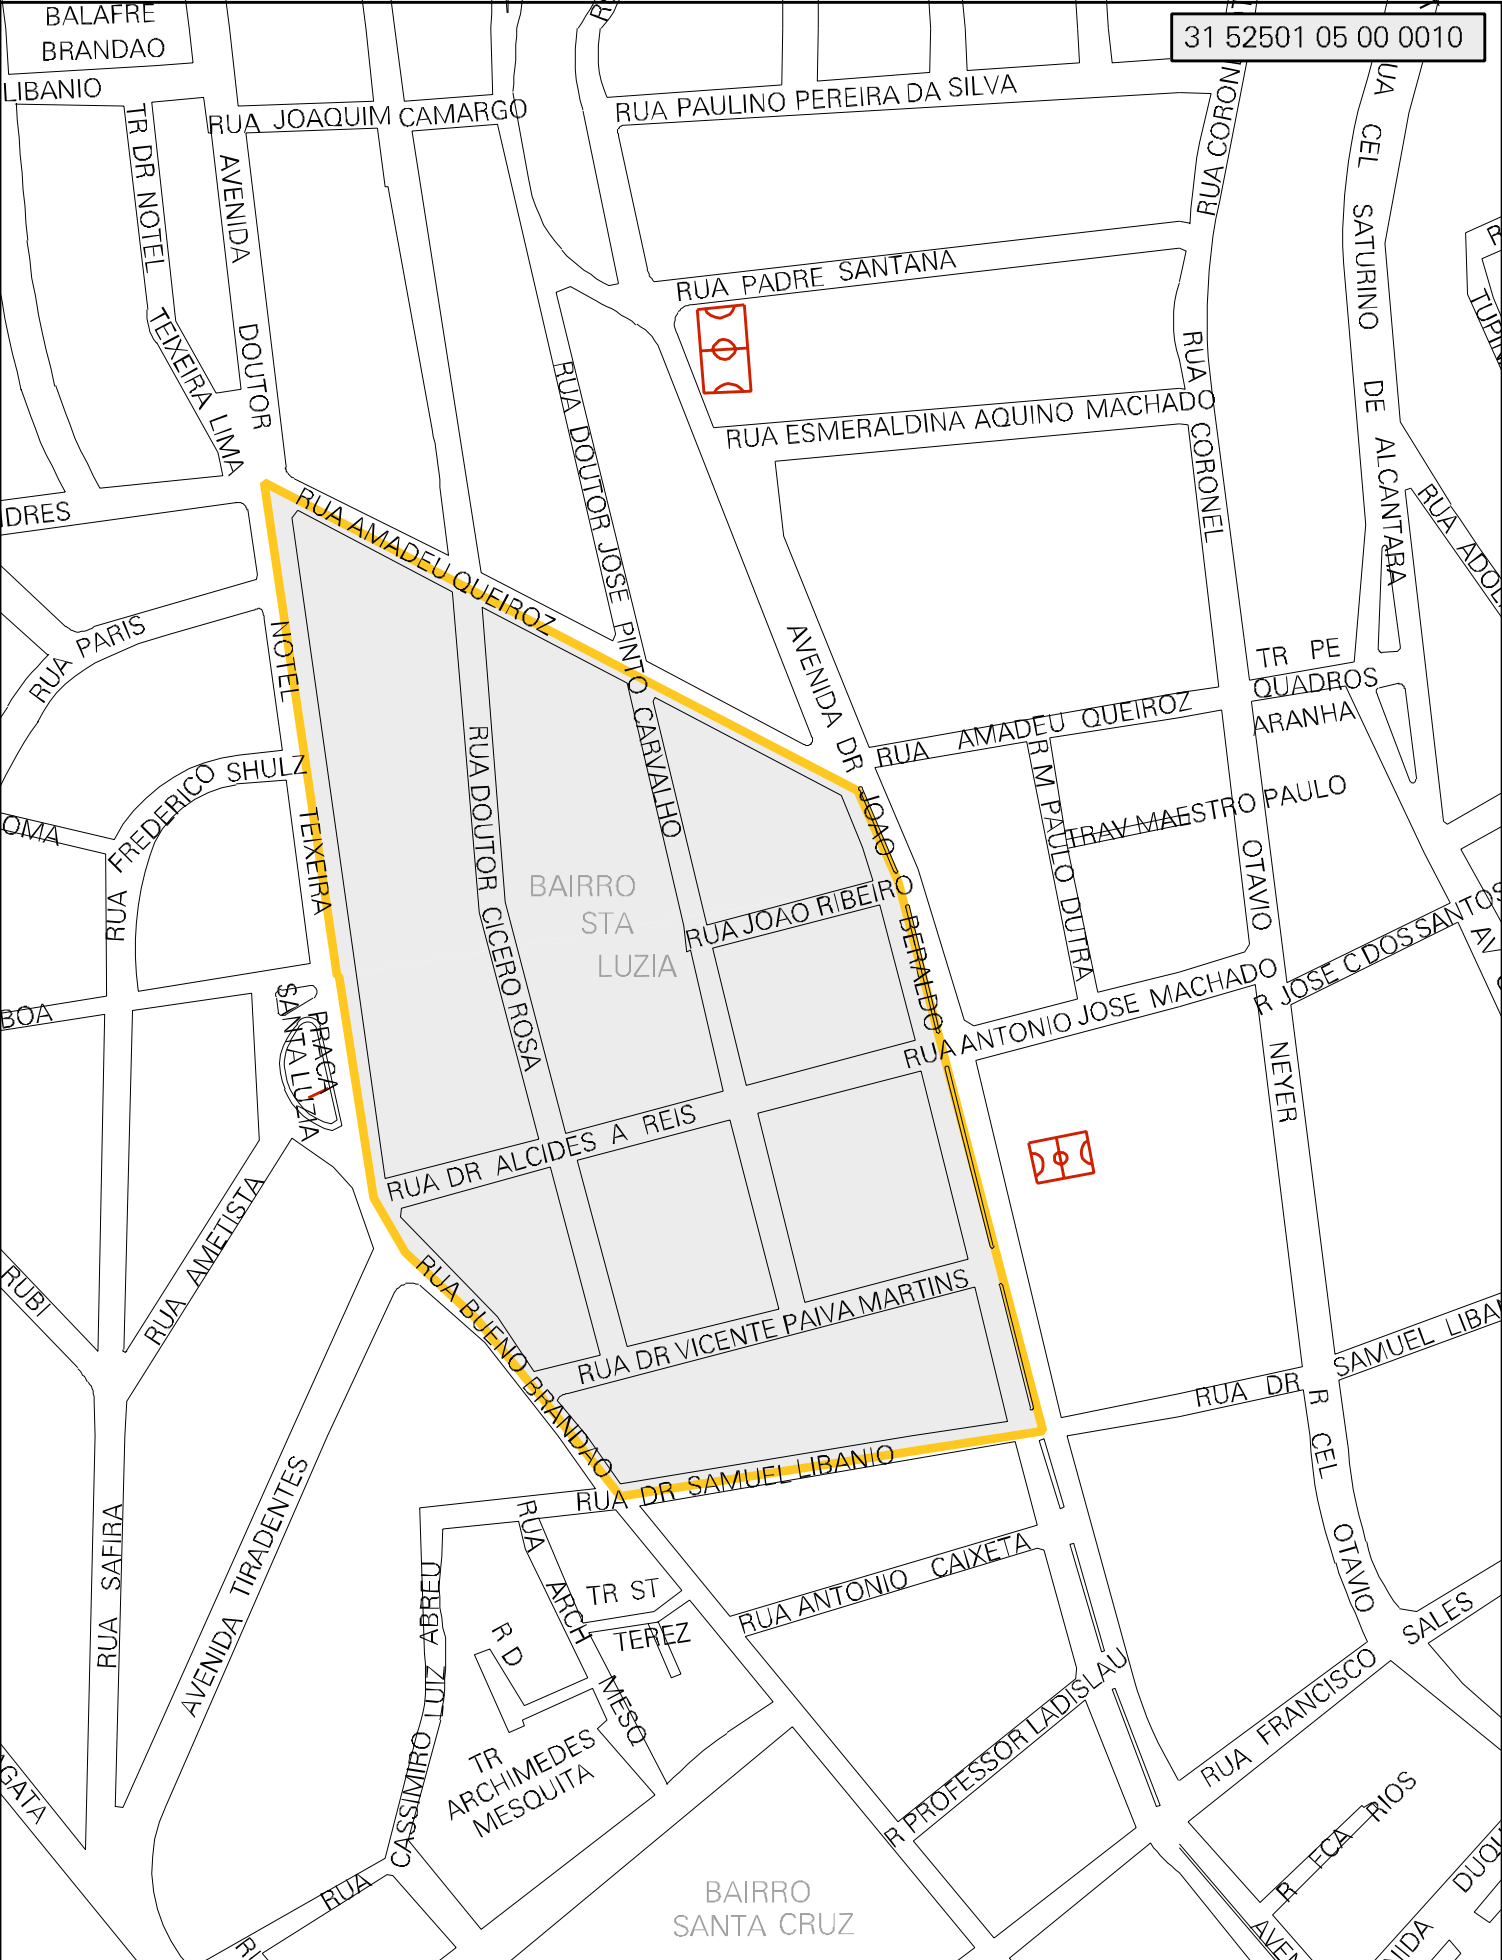 BALAFRE
BRANDAO
31 52501 05 00 0010
LIBANIO
RUA JOAQUIM CAMARGO
RUA PAULINO PEREIRA DA SILVA
TR DR NOTEL
TEIXEIRA LIMA
AVENIDA DOUTOR
NOTEL
TEIXEIRA
RUA CEL SATURINO DE ALCANTARA
RUA PADRE SANTANA
RUA ESMERALDINA AQUINO MACHADO
RUA CORONEL
OTAVIO
NEYER
RUA DOUTOR JOSE PINTO CARVALHO
RUA AMADEU QUEIROZ
RUA PARIS
AVENIDA DR JOAO BERALDO
RUA AMADEU QUEIROZ
TR PE
QUADROS
ARANHA
R M PAULO DUTRA
TRAV MAESTRO PAULO
RUA FREDERICO SHULZ
RUA DOUTOR CICERO ROSA
BAIRRO
STA
LUZIA
RUA JOAO RIBEIRO
RUA ANTONIO JOSE MACHADO
R JOSE C DOS SANTOS
PRACA
SANTA LUZIA
RUA DR ALCIDES A REIS
RUA AMETISTA
RUBI
RUA BUENO BRANDAO
RUA DR VICENTE PAIVA MARTINS
RUA DR SAMUEL LIBANIO
RUA DR
R CEL OTAVIO
RUA SAFIRA
AVENIDA TIRADENTES
CASSIMIRO LUIZ ABREU
RUA ARCH MESQ
TR ST
TEREZ
R D
TR
ARCHIMEDES
MESQUITA
RUA ANTONIO CAIXETA
R PROFESSOR LADISLAU
RUA FRANCISCO SALES
R FCA RIOS
RUA
BAIRRO
SANTA CRUZ